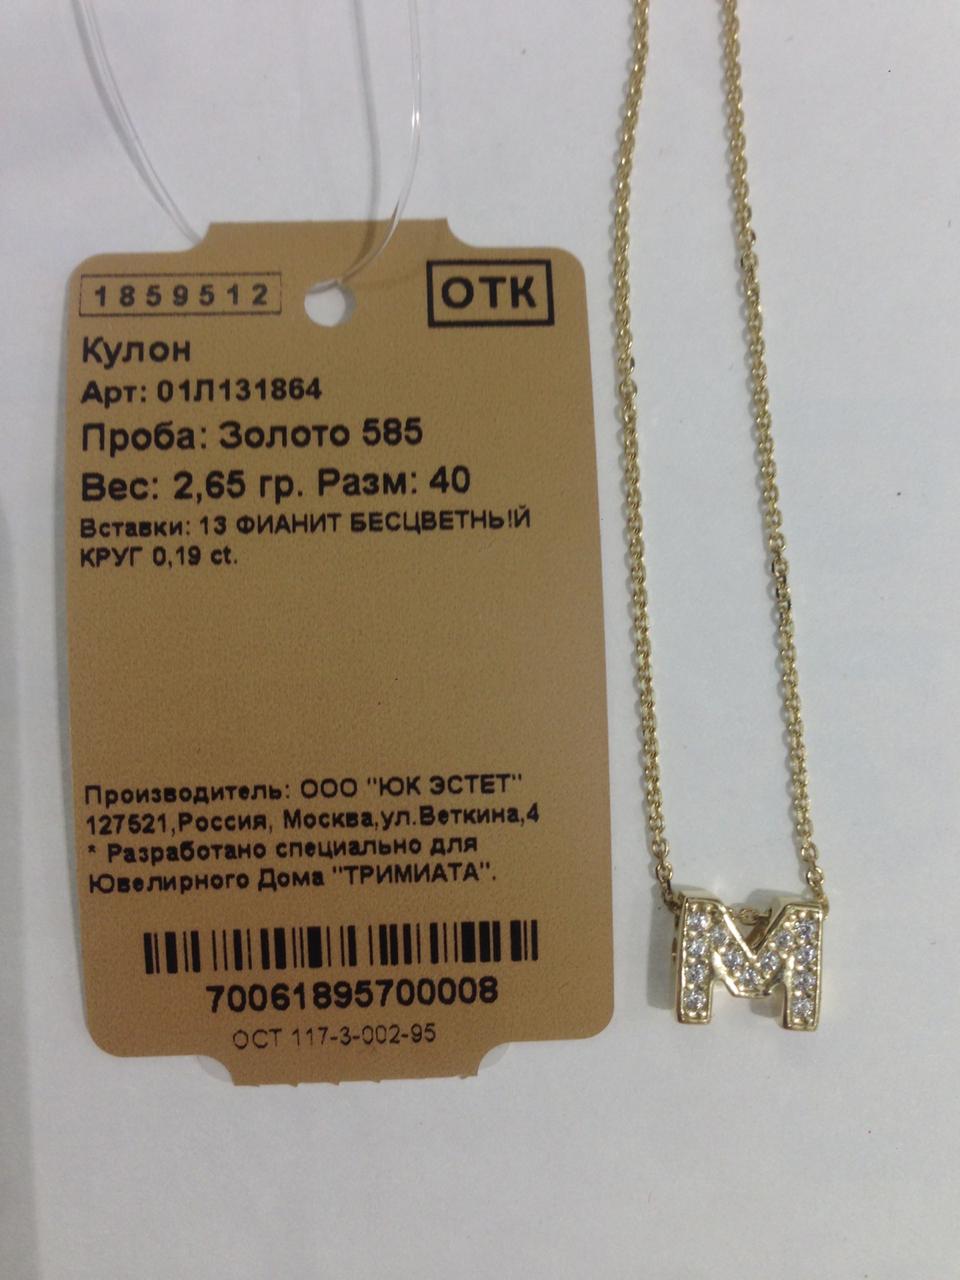 1859512
ОТК
Кулон
Арт: 01Л131864
Проба: Золото 585
Вес: 2,65 гр. Разм: 40
Вставки: 13 ФИАНИТ БЕСЦВЕТНЫЙ
КРУГ 0,19 ct.
Производитель: ООО "ЮК ЭСТЕТ"
127521,Россия, Москва,ул.Веткина,4
* Разработано специально для
Ювелирного Дома "ТРИМИАТА".
70061895700008
ОСТ 117-3-002-95
М